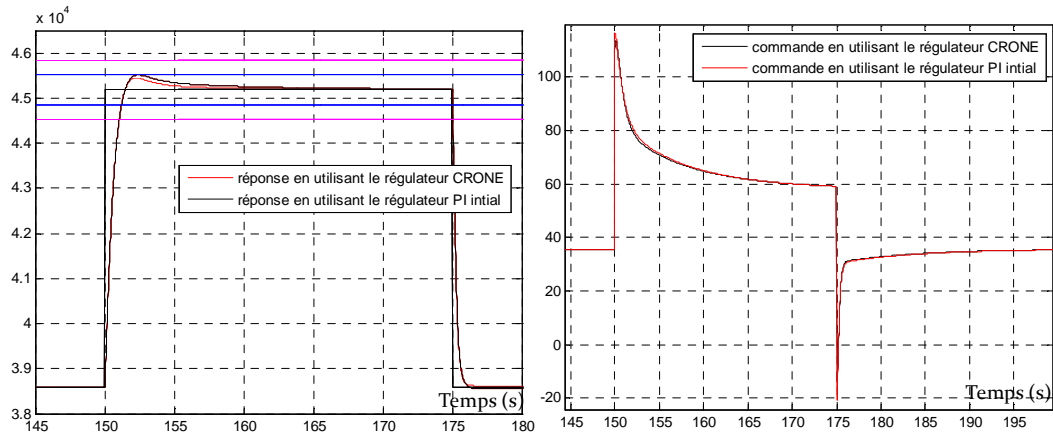 x 10⁴
4.6
4.5
4.4
4.3
4.2
4.1
4
3.9
3.8
réponse en utilisant le régulateur CRONE
réponse en utilisant le régulateur PI intial
Temps (s)
145 150 155 160 165 170 175 180
100
80
60
40
20
0
-20
commande en utilisant le régulateur CRONE
commande en utilisant le régulateur PI intial
Temps (s)
145 150 155 160 165 170 175 180 185 190 195